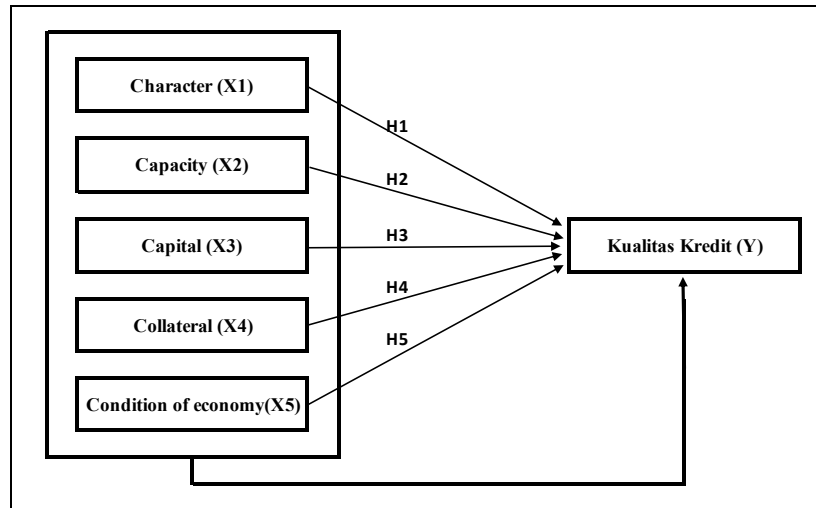 Character (X1)
H1
Capacity (X2)
H2
Capital (X3)
H3
Kualitas Kredit (Y)
H4
Collateral (X4)
H5
Condition of economy(X5)